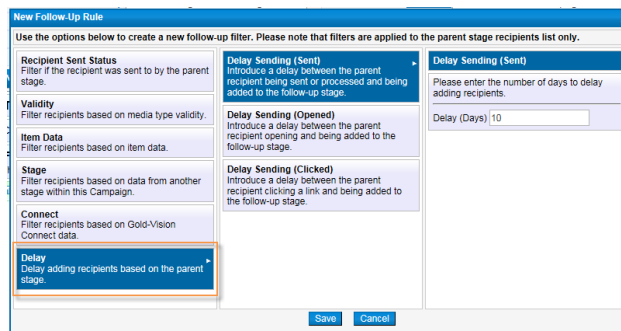 New Follow-Up Rule
Use the options below to create a new follow-up filter. Please note that filters are applied to the parent stage recipients list only.
Recipient Sent Status
Filter if the recipient was sent to by the parent
stage.
Validity
Filter recipients based on media type validity.
Item Data
Filter recipients based on item data.
Stage
Filter recipients based on data from another
stage within this Campaign.
Connect
Filter recipients based on Gold-Vision
Connect data.
Delay
Delay adding recipients based on the parent
stage.
Delay Sending (Sent)
Introduce a delay between the parent
recipient being sent or processed and being
added to the follow-up stage.
Delay Sending (Opened)
Introduce a delay between the parent
recipient opening and being added to the
follow-up stage.
Delay Sending (Clicked)
Introduce a delay between the parent
recipient clicking a link and being added to
the follow-up stage.
Delay Sending (Sent)
Please enter the number of days to delay
adding recipients.
Delay (Days) 10
Save Cancel